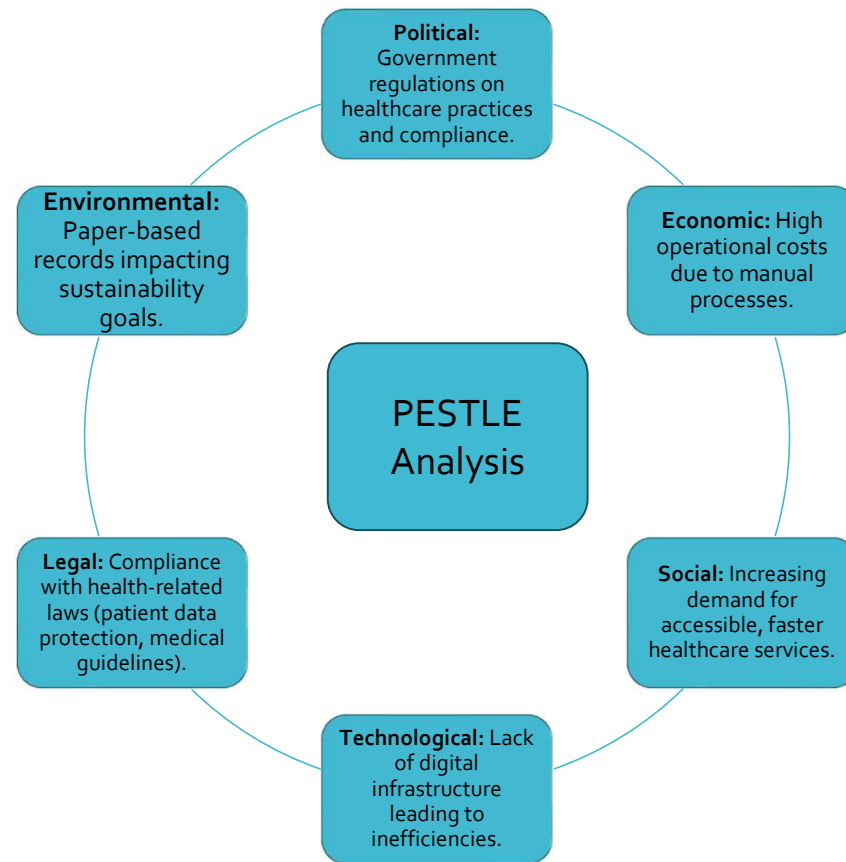 Political:
Government
regulations on
healthcare practices
and compliance.
Economic: High
operational costs
due to manual
processes.
Social: Increasing
demand for
accessible, faster
healthcare services.
Technological: Lack
of digital
infrastructure
leading to
inefficiencies.
Legal: Compliance
with health-related
laws (patient data
protection, medical
guidelines).
Environmental:
Paper-based
records impacting
sustainability
goals.
PESTLE
Analysis